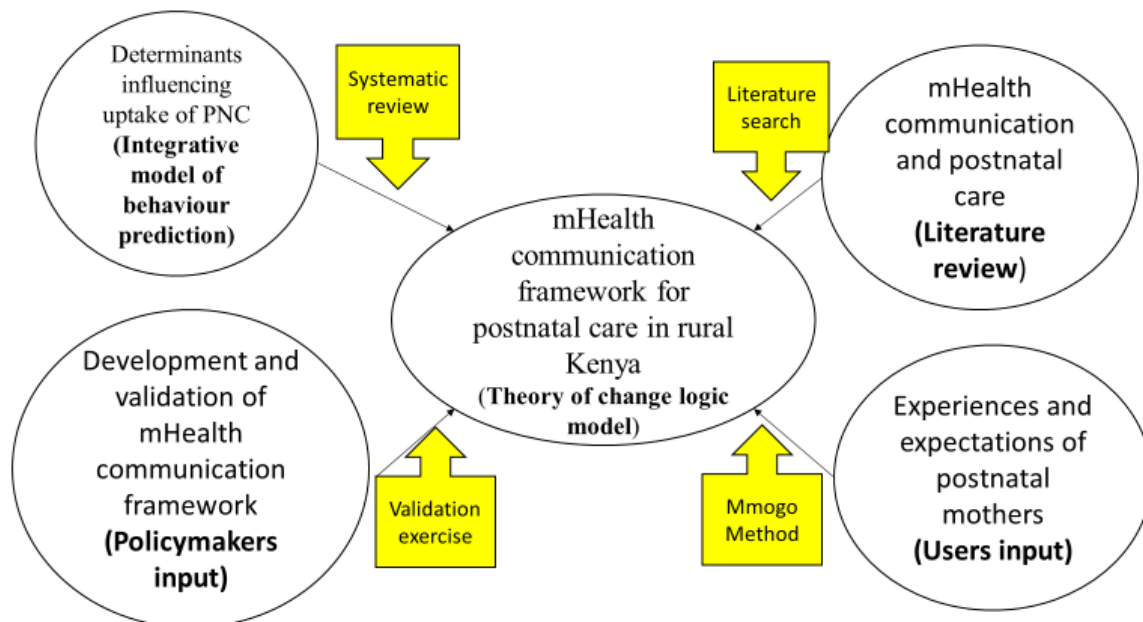 Determinants
influencing
uptake of PNC
(Integrative
model of
behaviour
prediction)
Systematic
review
Literature
search
mHealth
communication
and postnatal
care
(Literature
review)
mHealth
communication
framework for
postnatal care in rural
Kenya
(Theory of change logic
model)
Development and
validation of
mHealth
communication
framework
(Policymakers
input)
Validation
exercise
Mmogo
Method
Experiences and
expectations of
postnatal
mothers
(Users input)